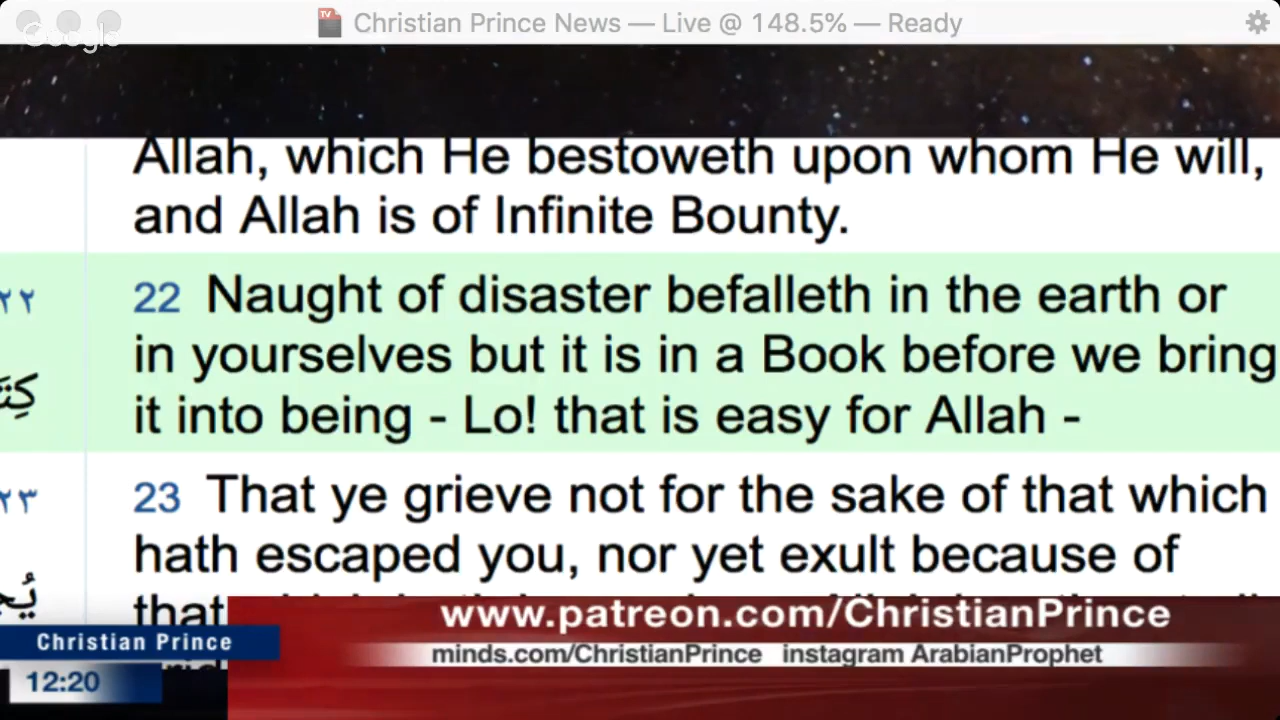 Christian Prince News — Live @ 148.5% — Ready
Google
Allah, which He bestoweth upon whom He will,
and Allah is of Infinite Bounty.
٢٢
22 Naught of disaster befalleth in the earth or
in yourselves but it is in a Book before we bring
it into being - Lo! that is easy for Allah -
٢٣
23 That ye grieve not for the sake of that which
hath escaped you, nor yet exult because of
that
www.patreon.com/ChristianPrince
Christian Prince
minds.com/ChristianPrince instagram ArabianProphet
12:20